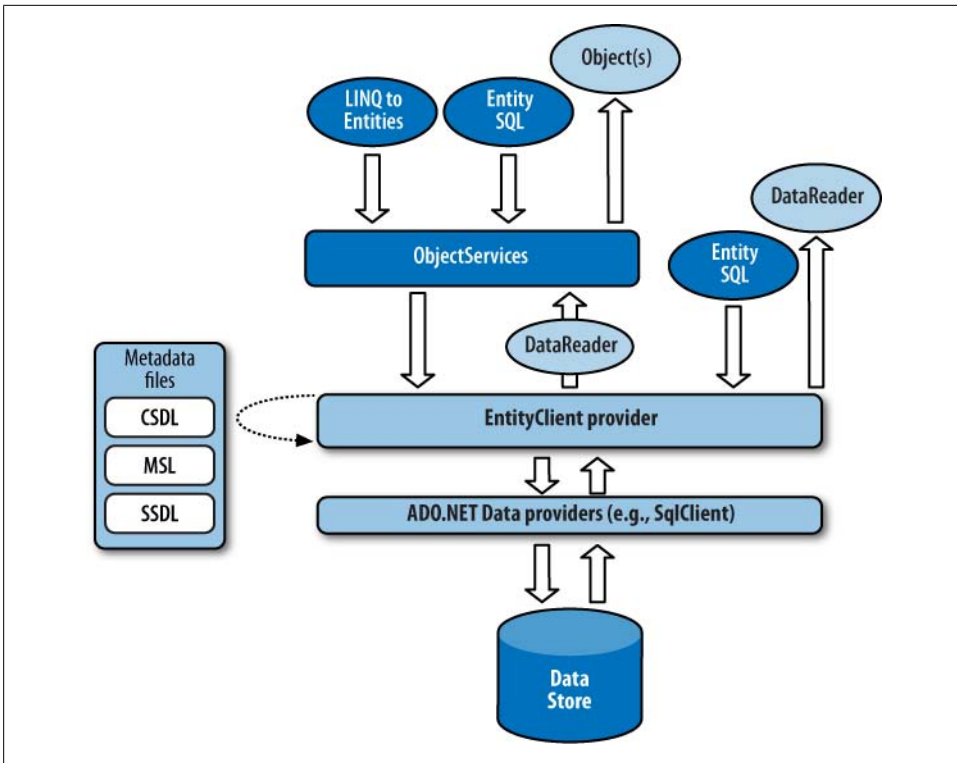 Object(s)
LINQ to
Entities
Entity
SQL
DataReader
ObjectServices
Entity
SQL
DataReader
Metadata
files
CSDL
MSL
SSDL
EntityClient provider
ADO.NET Data providers (e.g., SqlClient)
Data
Store